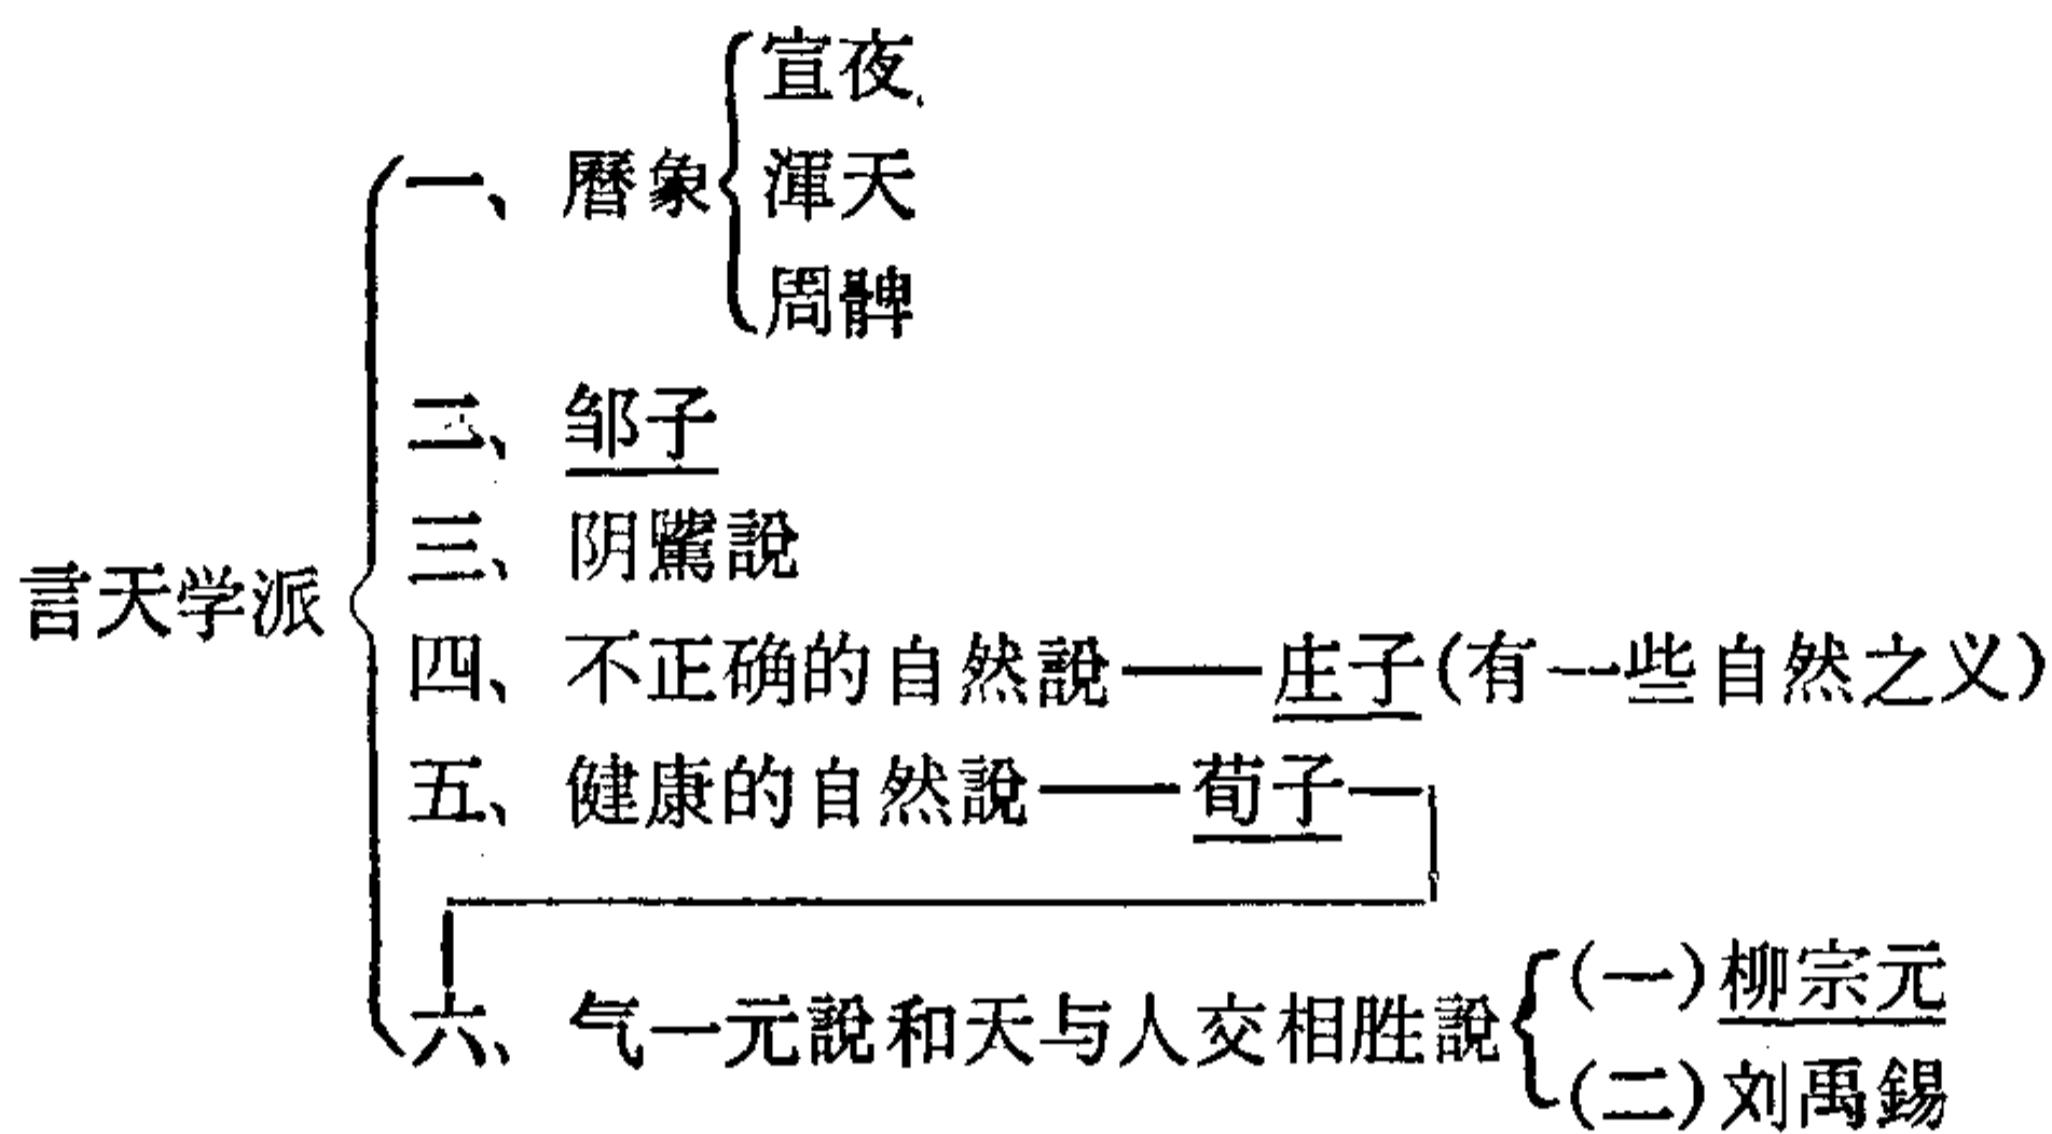 宣夜
一、曆象
渾天
周髀
二、邹子
三、阴騭說
言天学派
四、不正确的自然說——庄子(有一些自然之义)
五、健康的自然說——荀子
六、气一元說和天与人交相胜說
(一)柳宗元
(二)刘禹錫